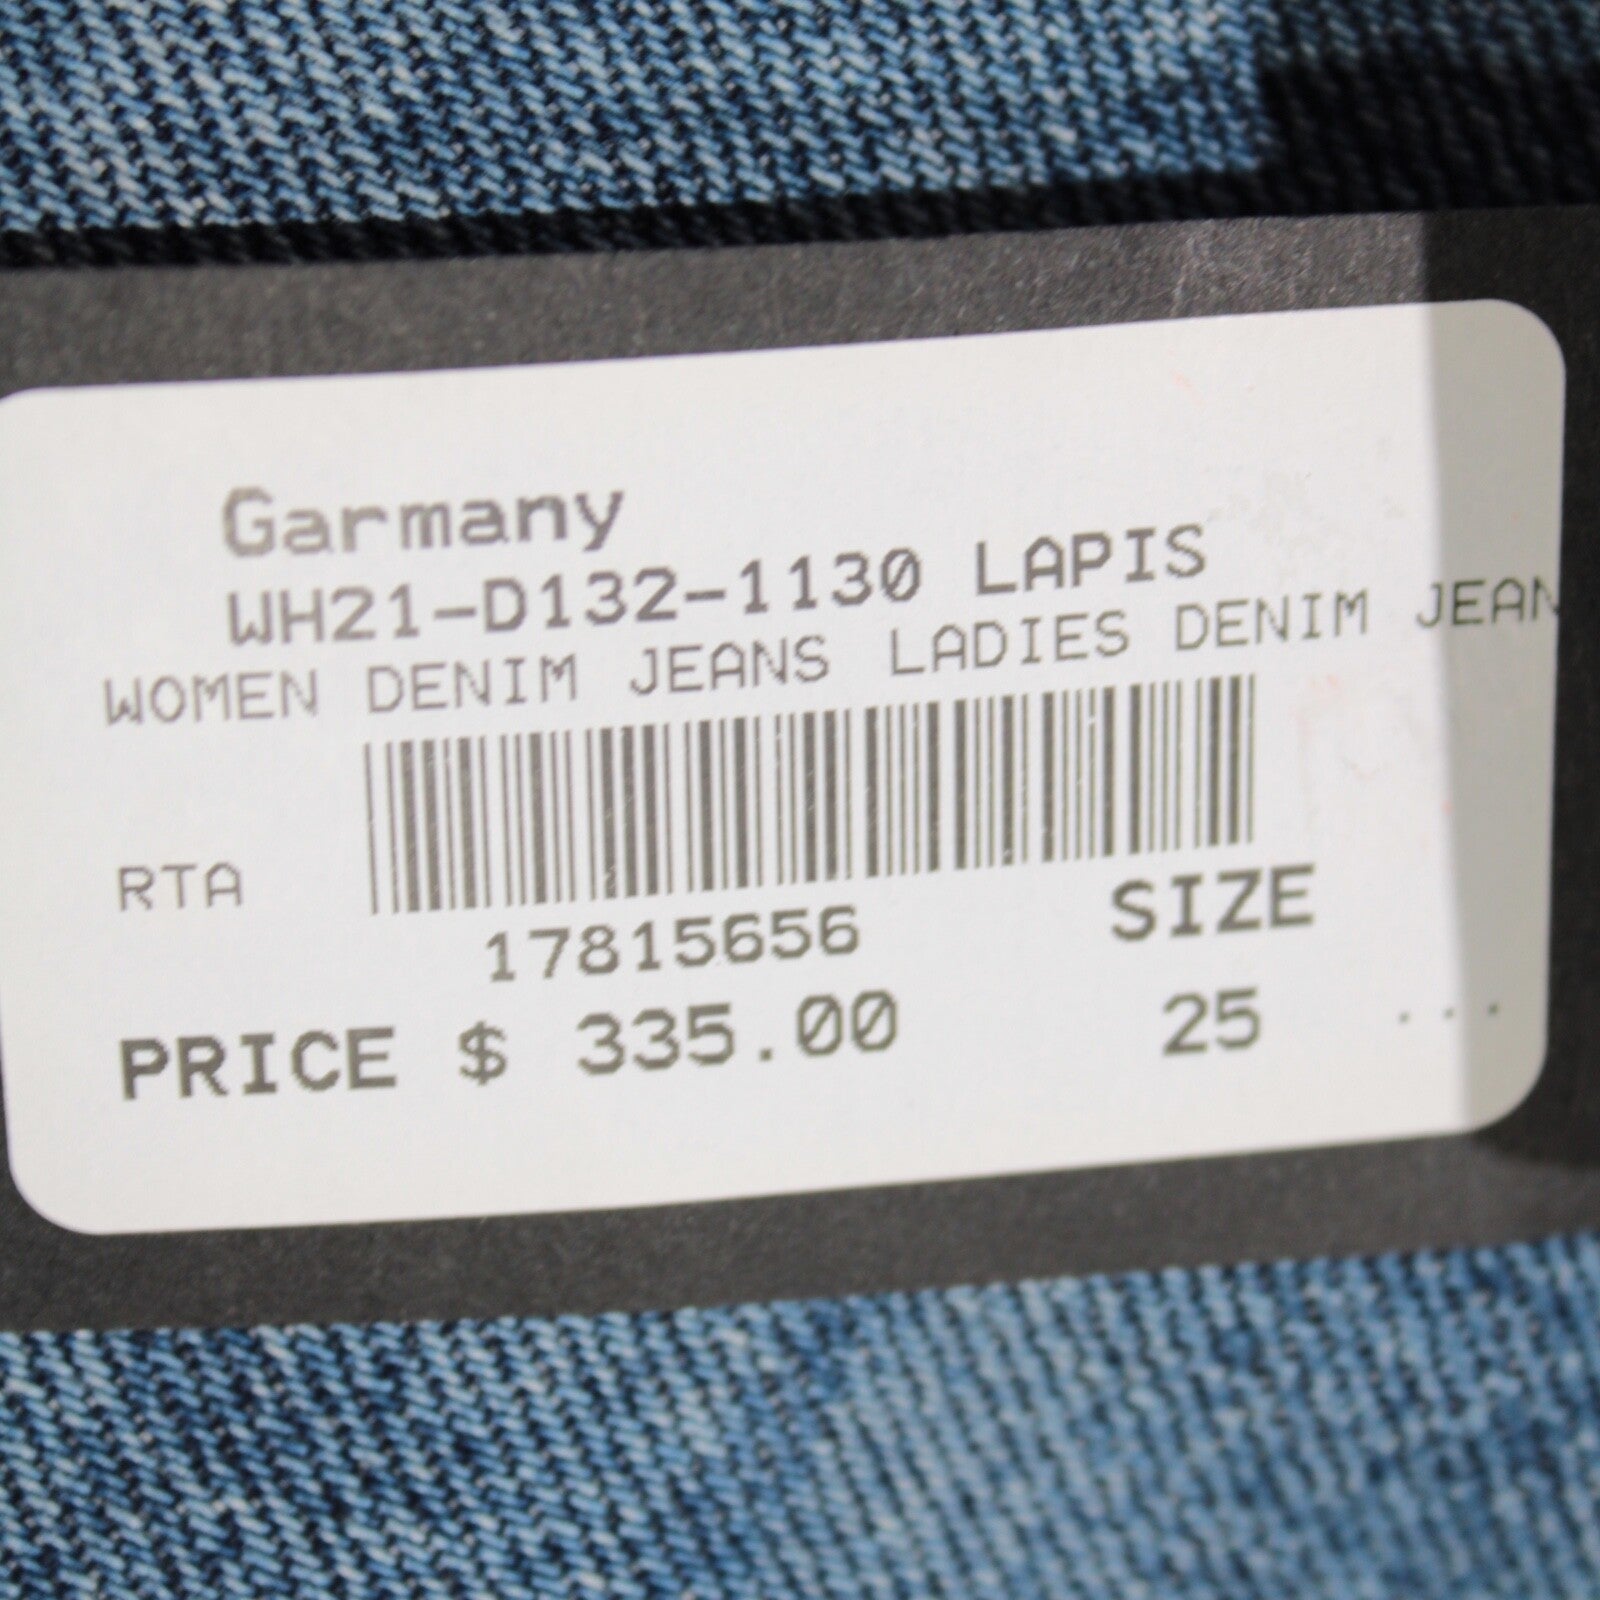 Garmany
WH21-D132-1130 LAPIS
WOMEN DENIM JEANS LADIES DENIM JEAN
RTA
17815656
SIZE
PRICE $ 335.00
25 ...